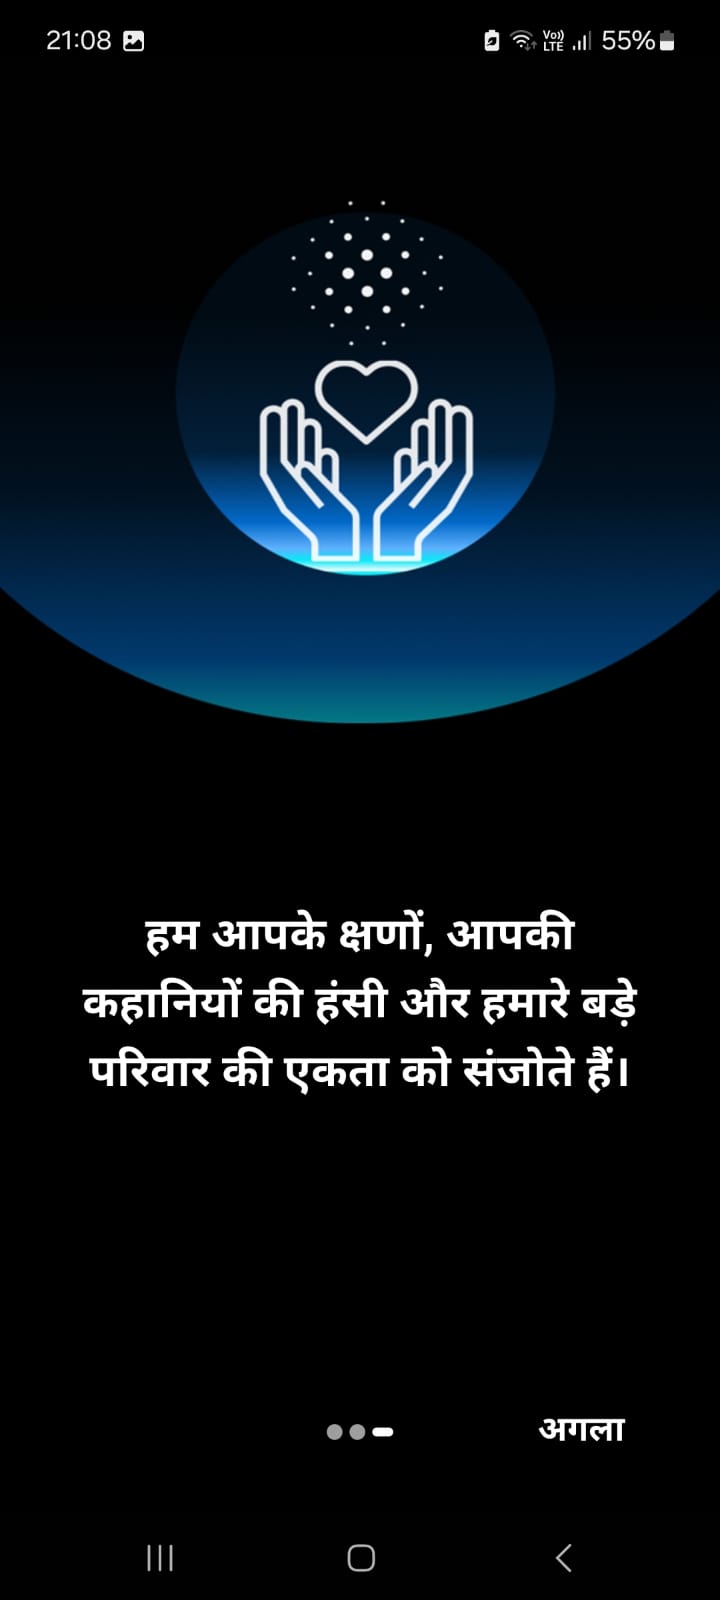 21:08
Vo)) LTE 55%
हम आपके क्षणों, आपकी
कहानियों की हंसी और हमारे बड़े
परिवार की एकता को संजोते हैं।
अगला